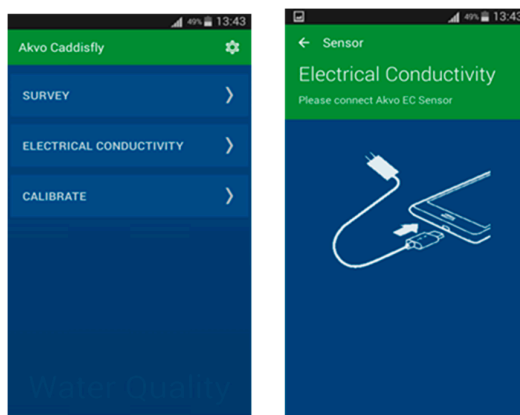 49% 13:43
Akvo Caddisfly
SURVEY
ELECTRICAL CONDUCTIVITY
CALIBRATE
Water Quality
49% 13:43
Sensor
Electrical Conductivity
Please connect Akvo EC Sensor